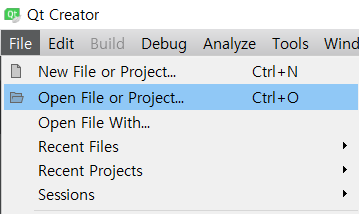 Qt Qt Creator
File Edit Build Debug Analyze Tools Wind
New File or Project... Ctrl+N
Open File or Project... Ctrl+O
Open File With...
Recent Files
Recent Projects
Sessions